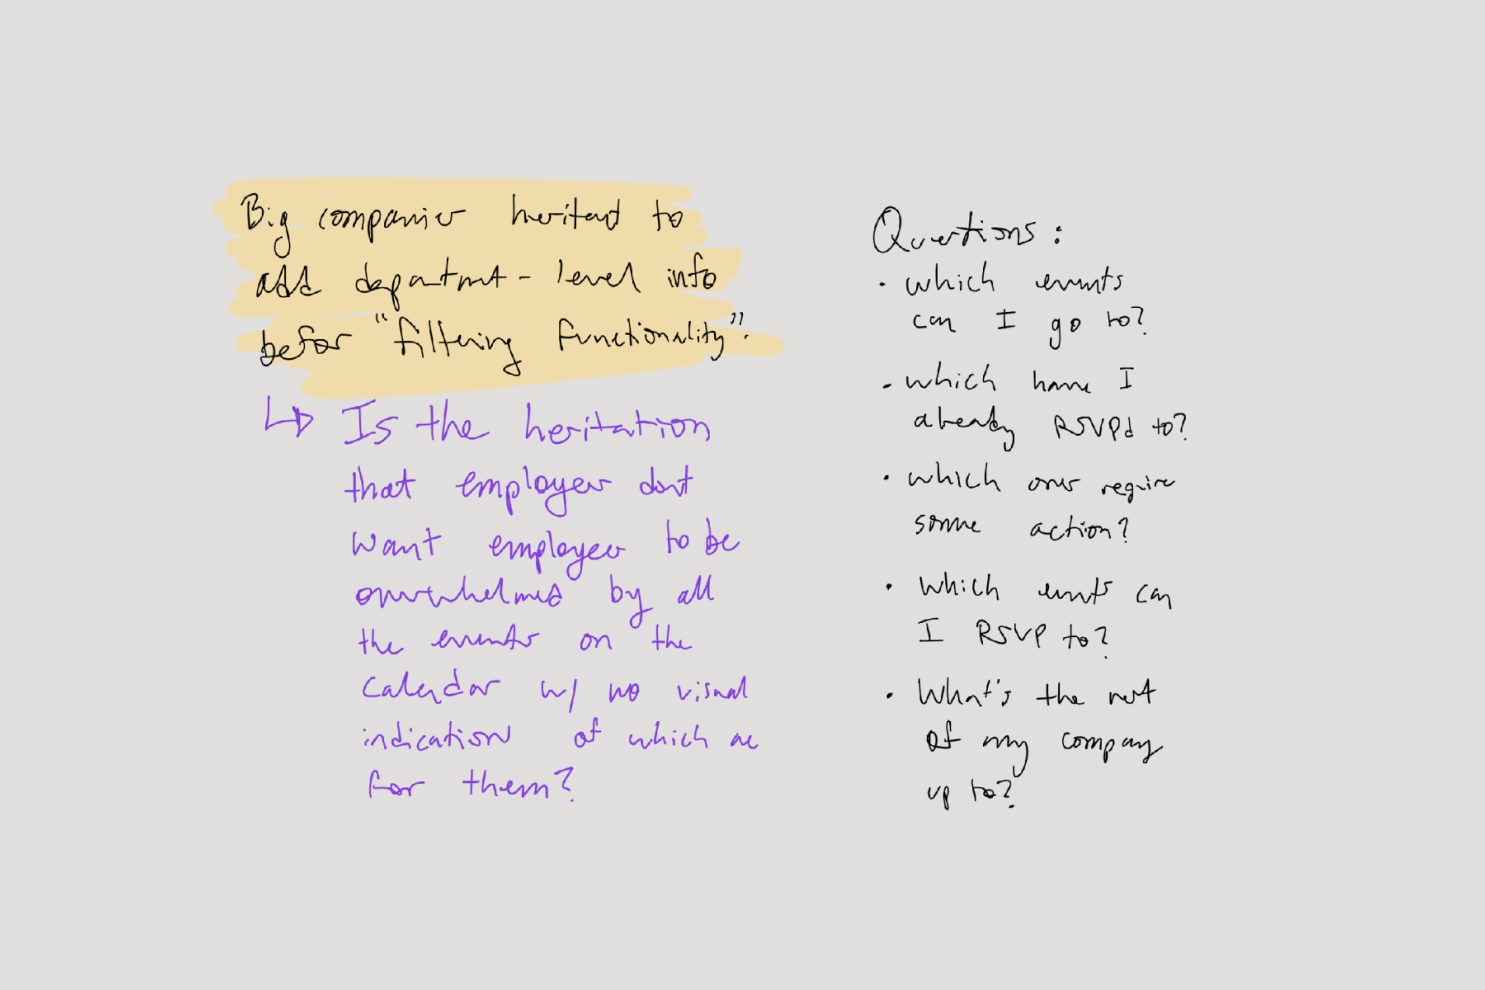 Big companies hesitant to
add department-level info
before "filtering functionality".
↳ Is the hesitation
that employers dont
want employees to be
overwhelmed by all
the events on the
calendar w/ no visual
indication of which are
for them?
Questions:
• which events
can I go to?
• which have I
already RSVPd to?
• which ones require
some action?
• Which events can
I RSVP to?
• What's the rest
of my company
up to?